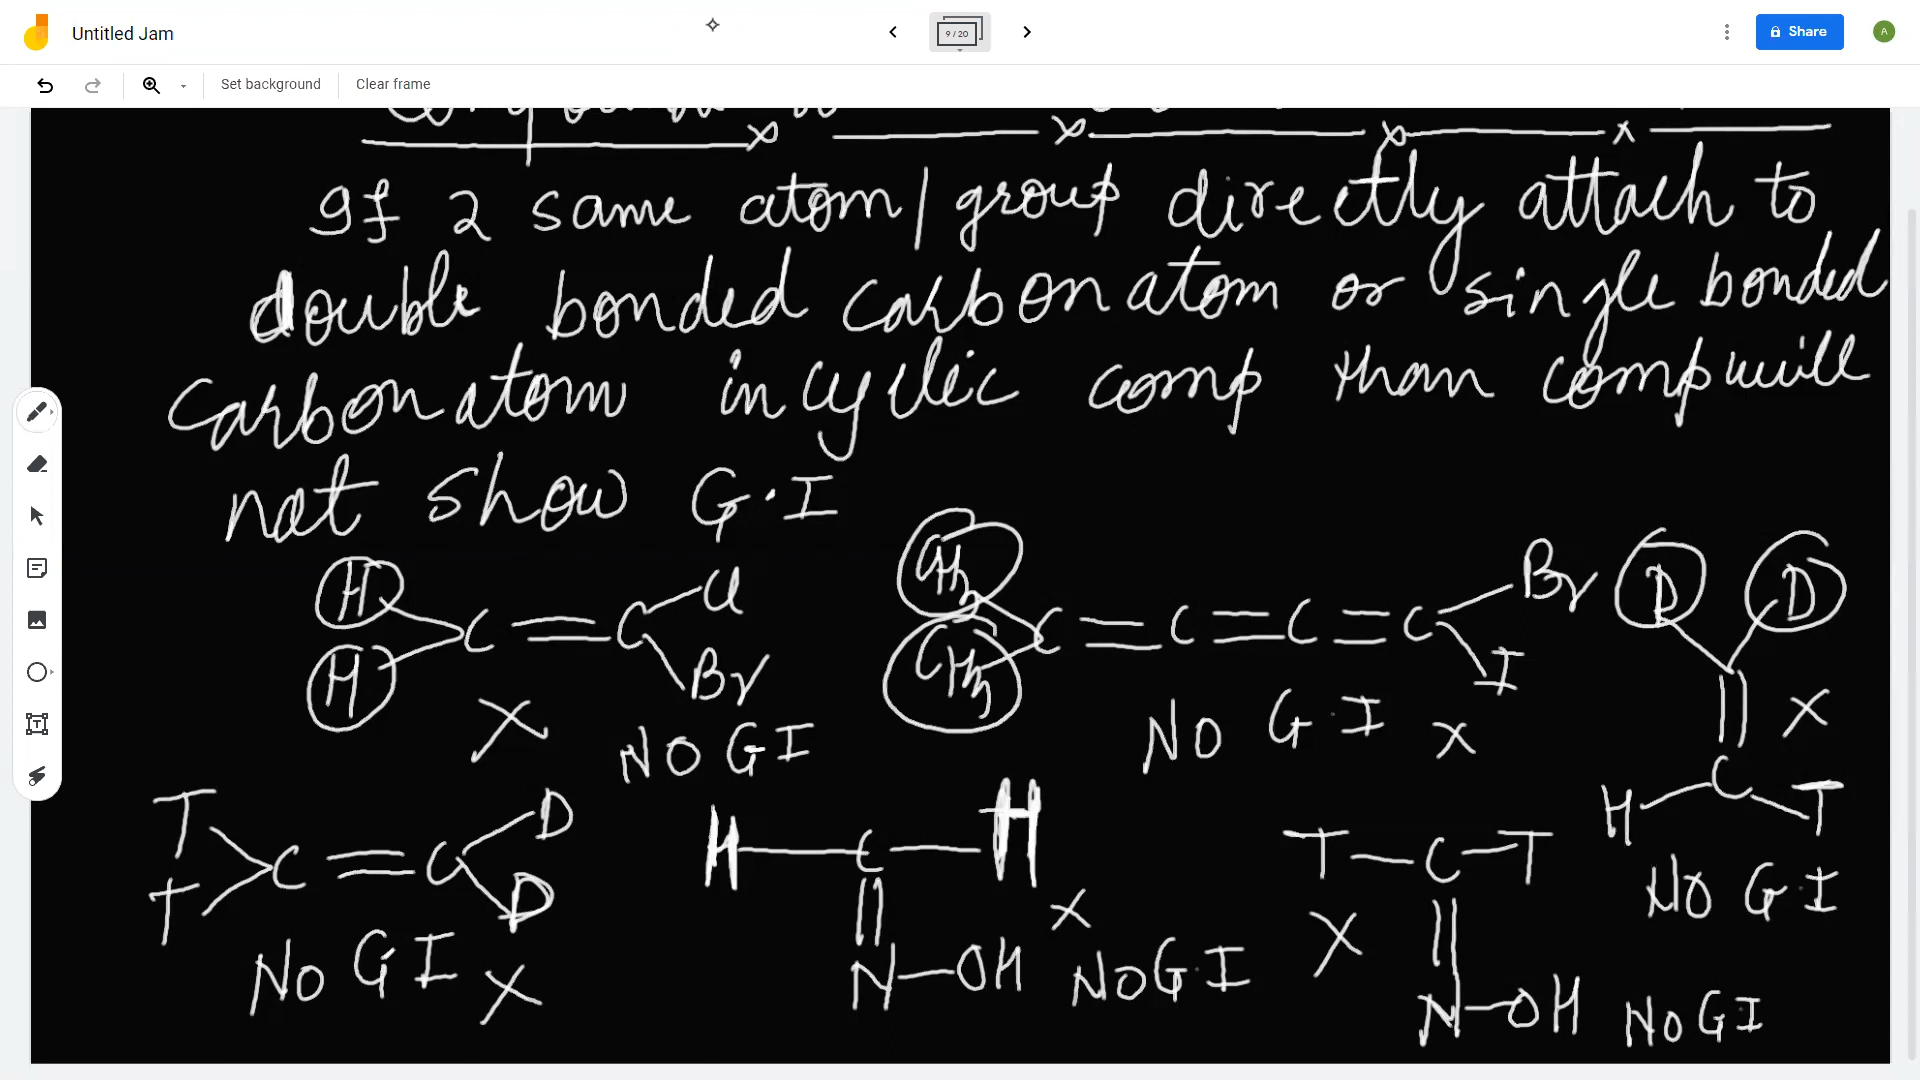 Untitled Jam
9 / 20
Share
A
Set background
Clear frame
If 2 same atom/group directly attach to
double bonded carbon atom or single bonded
carbon atom in cyclic comp than comp will
not show G.I
H
H
C = C
Cl
Br
X
NO GI
CH3
CH3
C = C = C = C
Br
I
NO G I X
D D
X
C
H T
NO G I
T
T
C = C
D
D
NO G I X
H — C — H
N — OH
X
NO G I
T — C — T
X
N — OH
NO G I